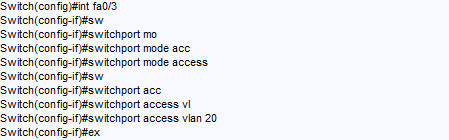 Switch(config)#int fa0/3
Switch(config-if)#sw
Switch(config-if)#switchport mo
Switch(config-if)#switchport mode acc
Switch(config-if)#switchport mode access
Switch(config-if)#sw
Switch(config-if)#switchport acc
Switch(config-if)#switchport access vl
Switch(config-if)#switchport access vlan 20
Switch(config-if)#ex